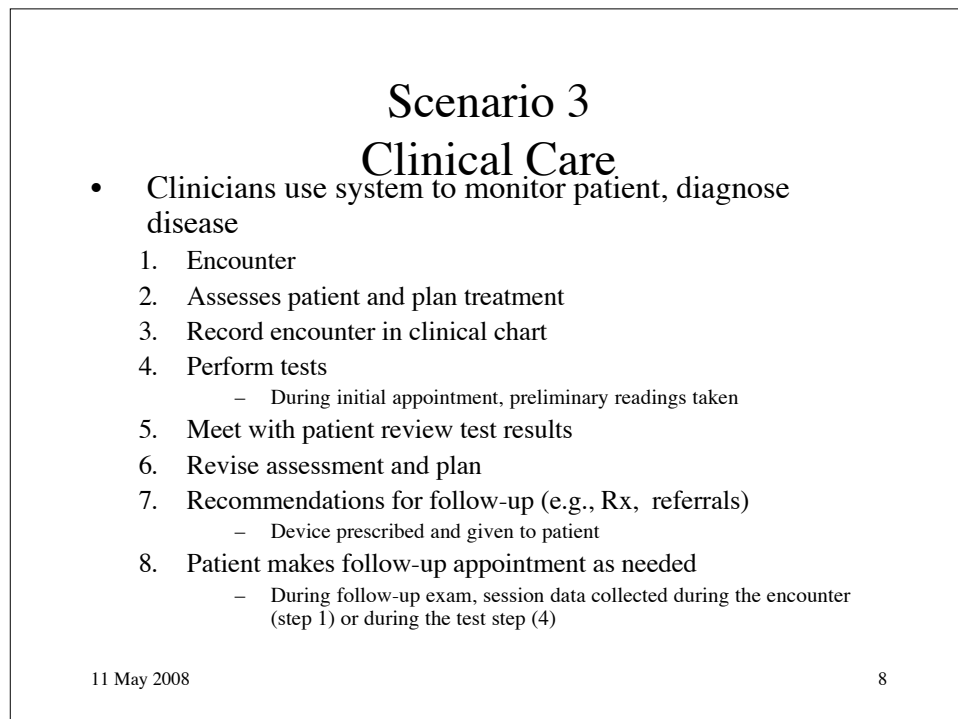 Scenario 3
Clinical Care
• Clinicians use system to monitor patient, diagnose
disease
1. Encounter
2. Assesses patient and plan treatment
3. Record encounter in clinical chart
4. Perform tests
– During initial appointment, preliminary readings taken
5. Meet with patient review test results
6. Revise assessment and plan
7. Recommendations for follow-up (e.g., Rx, referrals)
– Device prescribed and given to patient
8. Patient makes follow-up appointment as needed
– During follow-up exam, session data collected during the encounter
(step 1) or during the test step (4)
11 May 2008 8